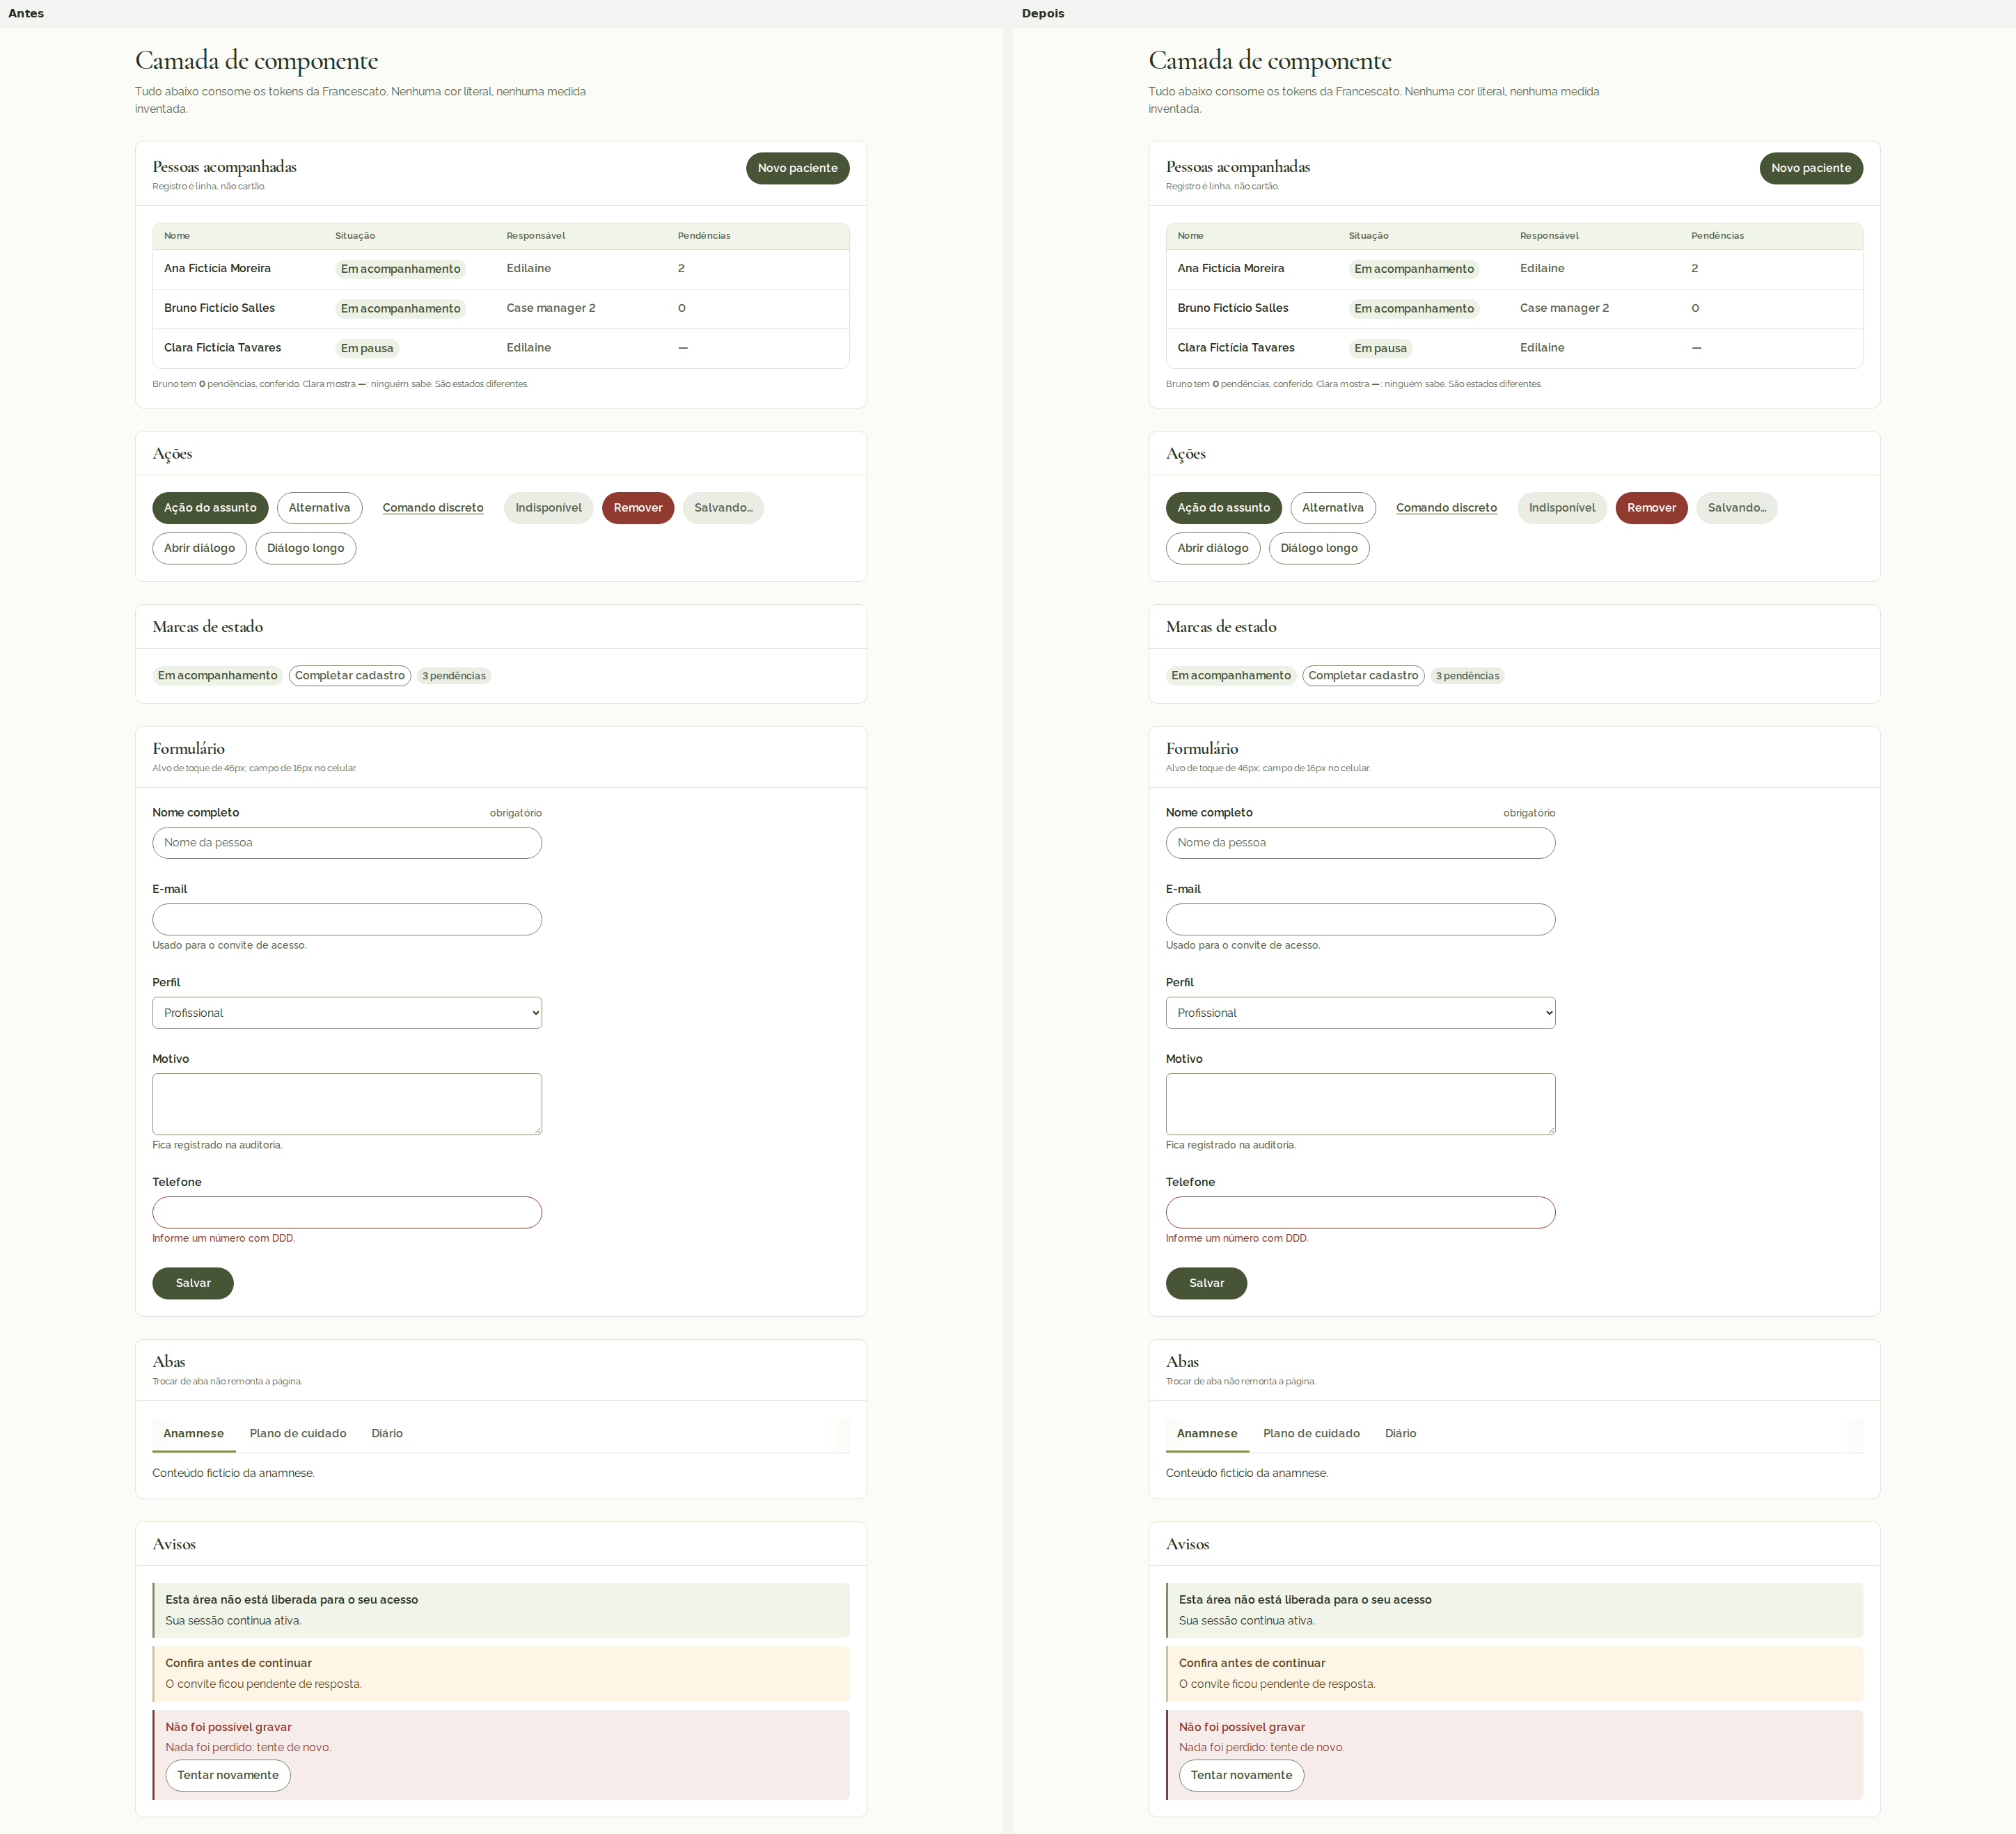 Antes
Camada de componente
Tudo abaixo consome os tokens da Francescato. Nenhuma cor literal, nenhuma medida
inventada.
Pessoas acompanhadas
Registro é linha, não cartão.
Novo paciente
Nome Situação Responsável Pendências
Ana Fictícia Moreira Em acompanhamento Edilaine 2
Bruno Fictício Salles Em acompanhamento Case manager 2 0
Clara Fictícia Tavares Em pausa Edilaine —
Bruno tem 0 pendências, conferido. Clara mostra —: ninguém sabe. São estados diferentes.
Ações
Ação do assunto Alternativa Comando discreto Indisponível Remover Salvando…
Abrir diálogo Diálogo longo
Marcas de estado
Em acompanhamento Completar cadastro 3 pendências
Formulário
Alvo de toque de 46px; campo de 16px no celular.
Nome completo obrigatório
Nome da pessoa
E-mail
Usado para o convite de acesso.
Perfil
Profissional
Motivo
Fica registrado na auditoria.
Telefone
Informe um número com DDD.
Salvar
Abas
Trocar de aba não remonta a página.
Anamnese Plano de cuidado Diário
Conteúdo fictício da anamnese.
Avisos
Esta área não está liberada para o seu acesso
Sua sessão continua ativa.
Confira antes de continuar
O convite ficou pendente de resposta.
Não foi possível gravar
Nada foi perdido: tente de novo.
Tentar novamente
Depois
Camada de componente
Tudo abaixo consome os tokens da Francescato. Nenhuma cor literal, nenhuma medida
inventada.
Pessoas acompanhadas
Registro é linha, não cartão.
Novo paciente
Nome Situação Responsável Pendências
Ana Fictícia Moreira Em acompanhamento Edilaine 2
Bruno Fictício Salles Em acompanhamento Case manager 2 0
Clara Fictícia Tavares Em pausa Edilaine —
Bruno tem 0 pendências, conferido. Clara mostra —: ninguém sabe. São estados diferentes.
Ações
Ação do assunto Alternativa Comando discreto Indisponível Remover Salvando…
Abrir diálogo Diálogo longo
Marcas de estado
Em acompanhamento Completar cadastro 3 pendências
Formulário
Alvo de toque de 46px; campo de 16px no celular.
Nome completo obrigatório
Nome da pessoa
E-mail
Usado para o convite de acesso.
Perfil
Profissional
Motivo
Fica registrado na auditoria.
Telefone
Informe um número com DDD.
Salvar
Abas
Trocar de aba não remonta a página.
Anamnese Plano de cuidado Diário
Conteúdo fictício da anamnese.
Avisos
Esta área não está liberada para o seu acesso
Sua sessão continua ativa.
Confira antes de continuar
O convite ficou pendente de resposta.
Não foi possível gravar
Nada foi perdido: tente de novo.
Tentar novamente